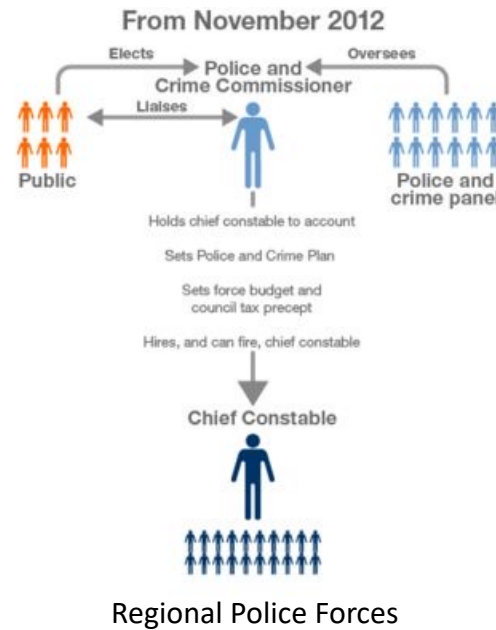 From November 2012
Elects
Oversees
Police and
Crime Commissioner
Liaises
Public
Police and
crime panel
Holds chief constable to account
Sets Police and Crime Plan
Sets force budget and
council tax precept
Hires, and can fire, chief constable
Chief Constable
Regional Police Forces